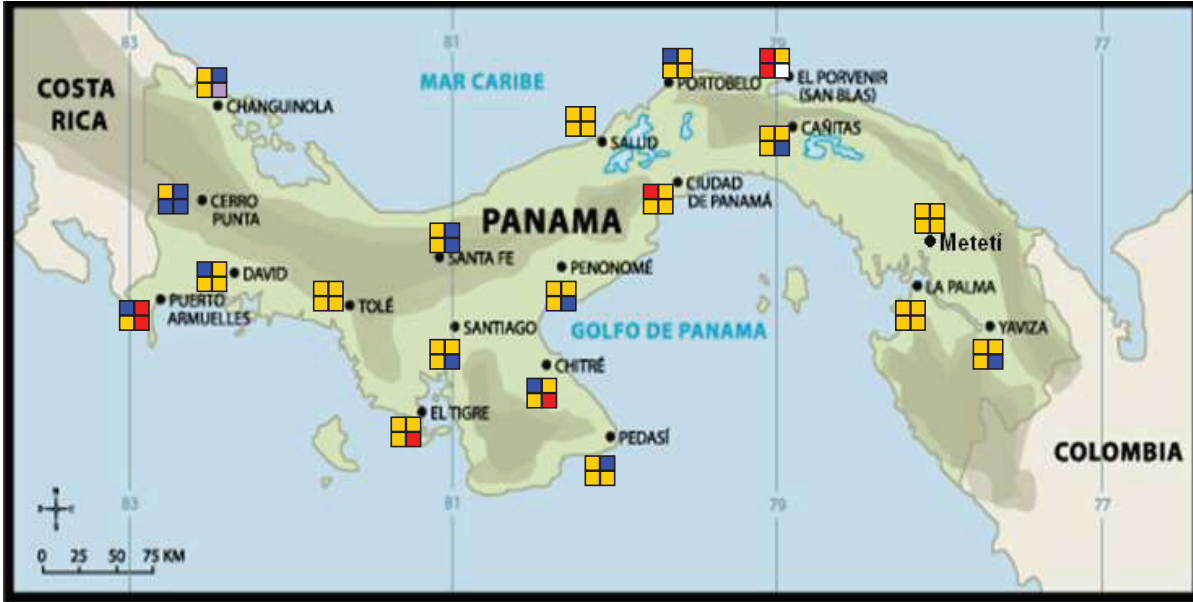 83
81
79
77
COSTA
RICA
MAR CARIBE
PORTOBELO
EL PORVENIR
(SAN BLAS)
CHANGUINOLA
SALUD
CAÑITAS
CERRO
PUNTA
PANAMA
CIUDAD
DE PANAMÁ
Metetí
SANTA FE
PENONOMÉ
DAVID
LA PALMA
PUERTO
ARMUELLES
TOLÉ
SANTIAGO
GOLFO DE PANAMA
YAVIZA
CHITRÉ
EL TIGRE
PEDASÍ
COLOMBIA
83
81
79
77
0 25 50 75 KM